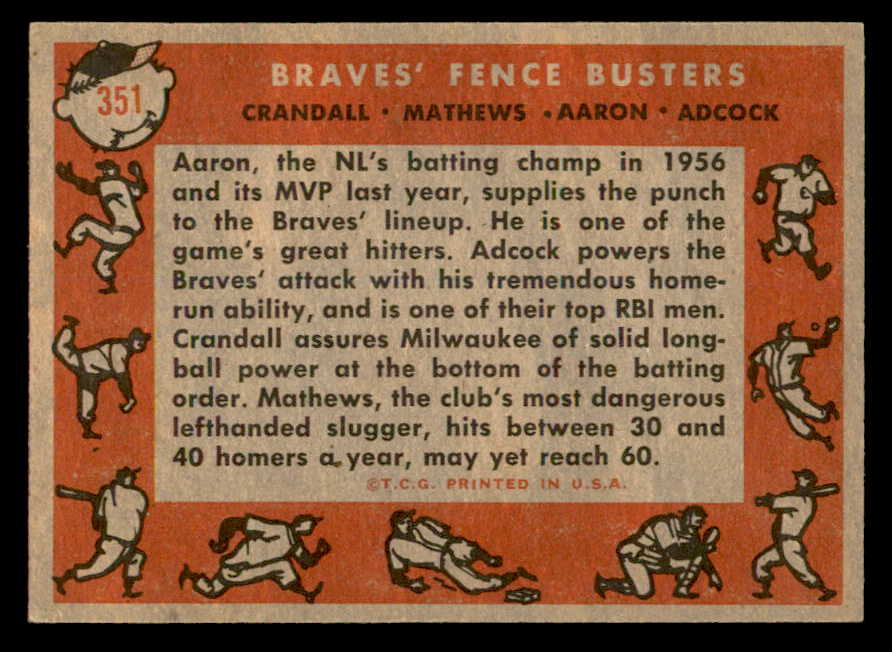 351
BRAVES' FENCE BUSTERS
CRANDALL • MATHEWS • AARON • ADCOCK
Aaron, the NL's batting champ in 1956
and its MVP last year, supplies the punch
to the Braves' lineup. He is one of the
game's great hitters. Adcock powers the
Braves' attack with his tremendous home-
run ability, and is one of their top RBI men.
Crandall assures Milwaukee of solid long-
ball power at the bottom of the batting
order. Mathews, the club's most dangerous
lefthanded slugger, hits between 30 and
40 homers a year, may yet reach 60.
©T.C.G. PRINTED IN U.S.A.